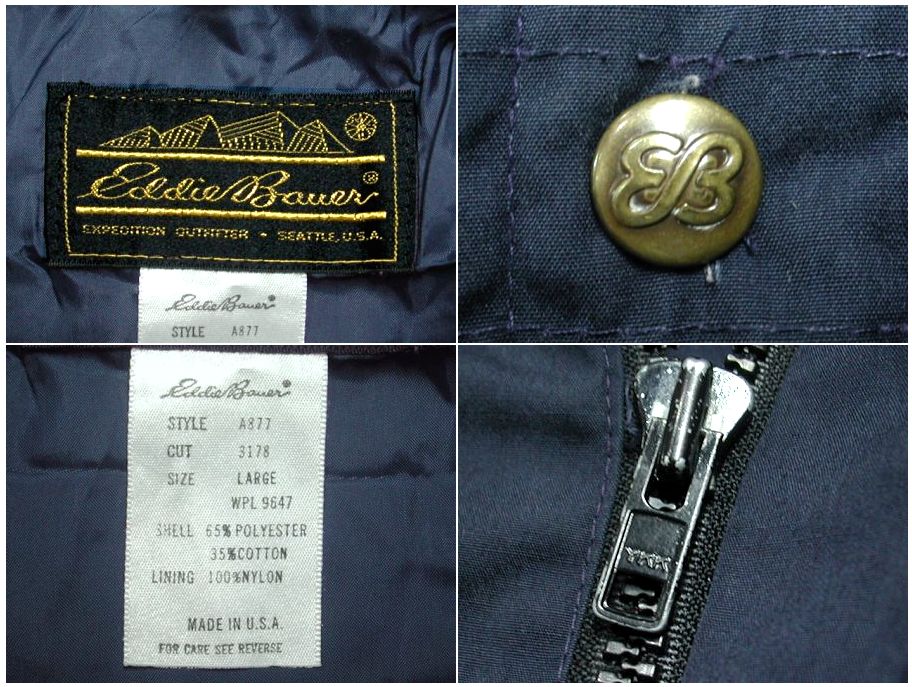 Eddie Bauer®
EXPEDITION OUTFITTER - SEATTLE, U.S.A.
Eddie Bauer®
STYLE A877
EB
Eddie Bauer®
STYLE A877
CUT 3178
SIZE LARGE
WPL 9647
SHELL 65% POLYESTER
35% COTTON
LINING 100% NYLON
MADE IN U.S.A.
FOR CARE SEE REVERSE
YKK